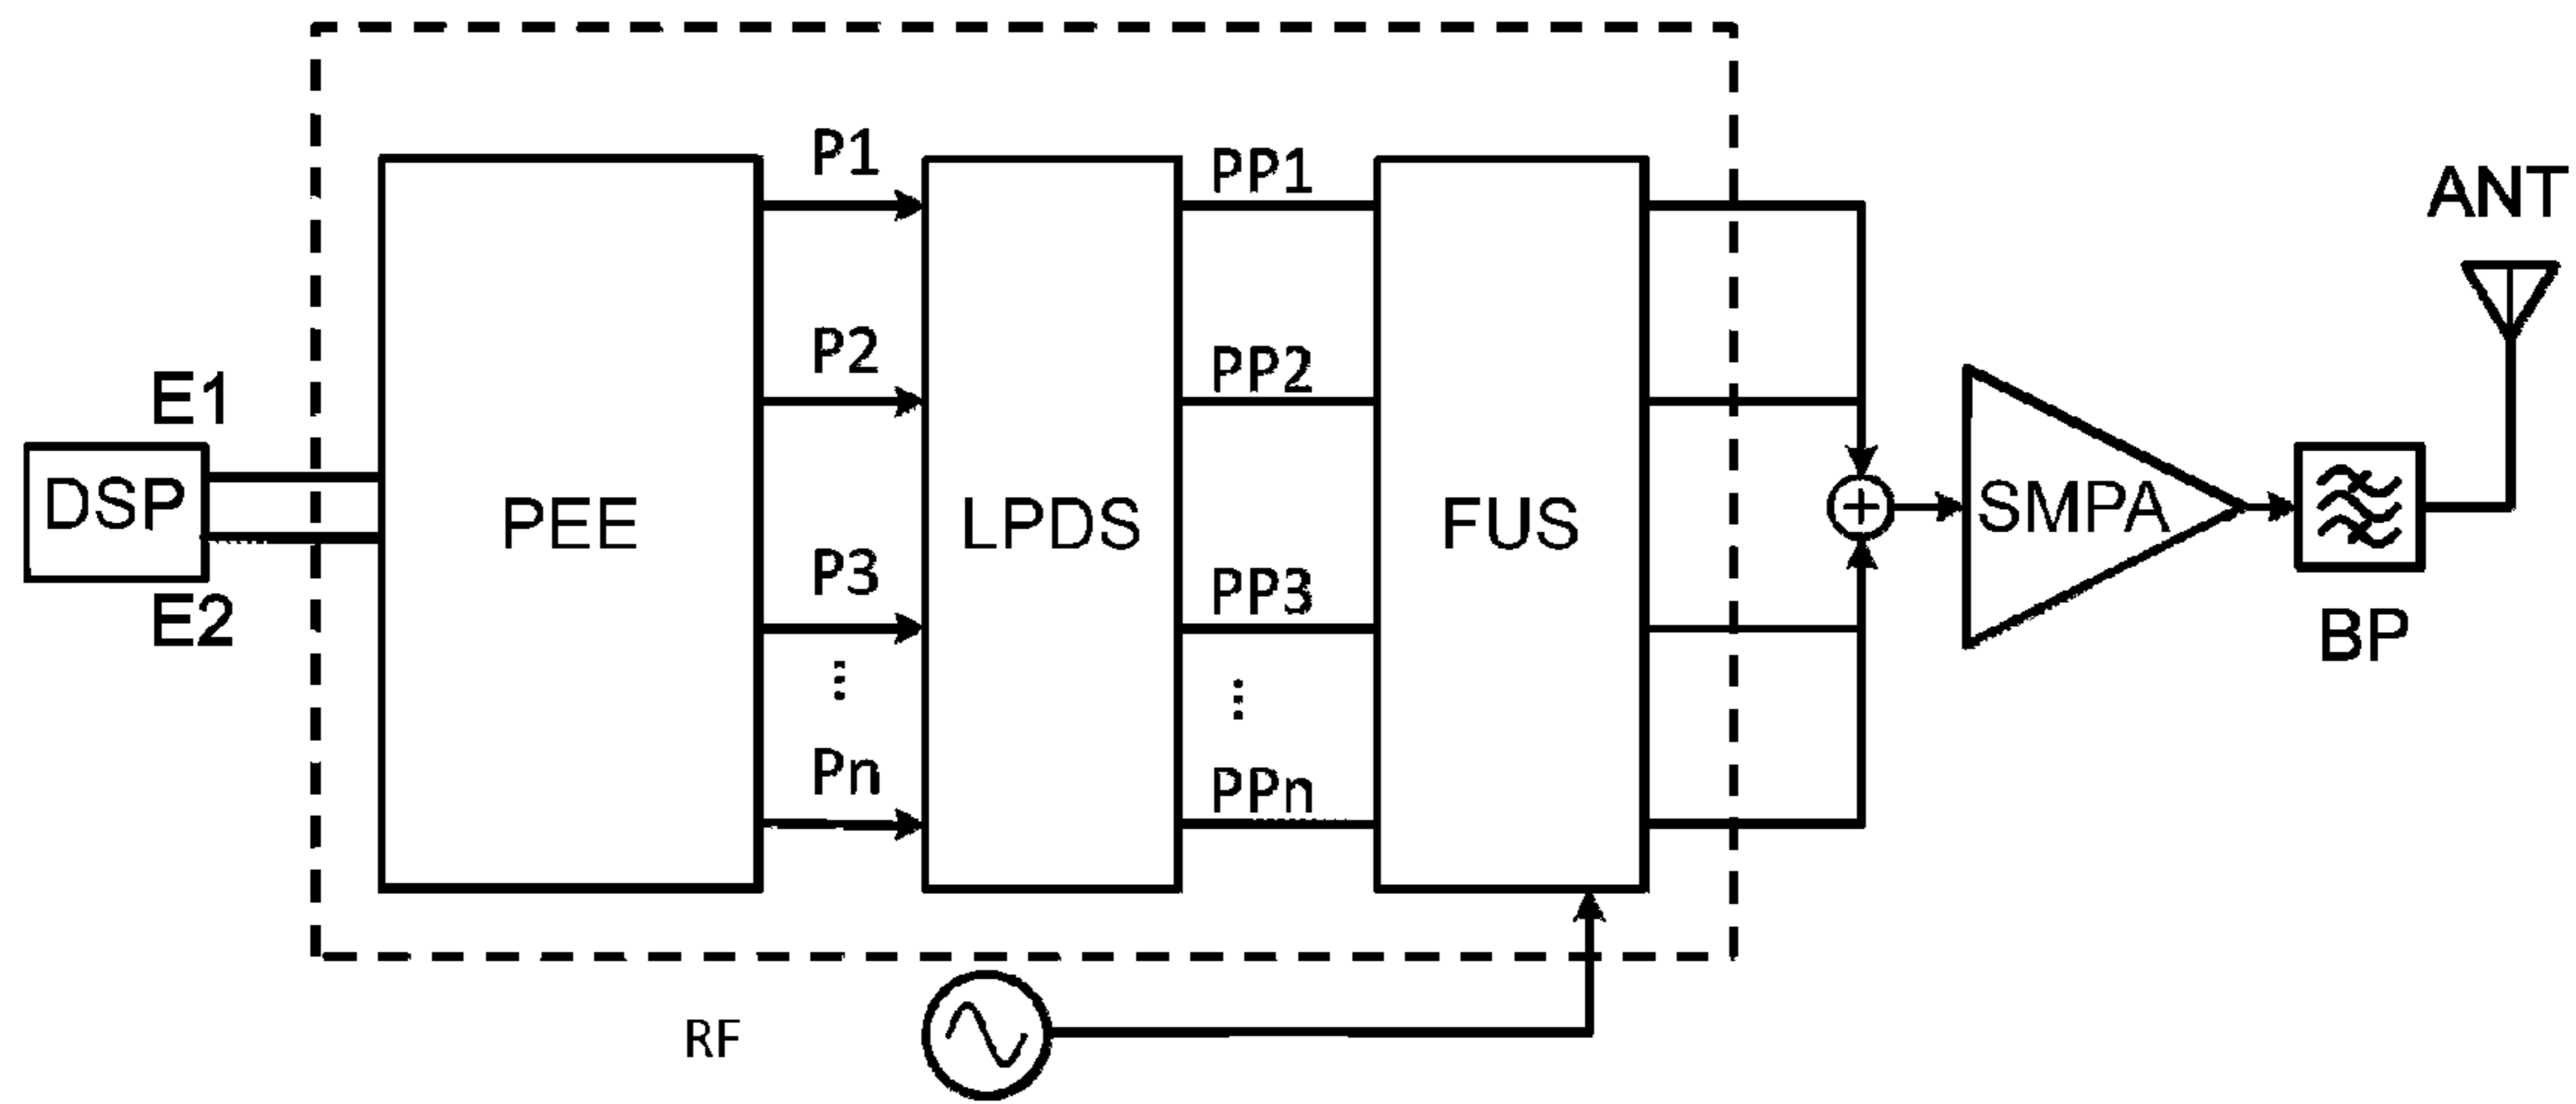 ANT
P1
PP1
P2
PP2
E1
DSP
PEE
LPDS
FUS
+
SMPA
E2
P3
PP3
BP
⋮
⋮
Pn
PPn
RF